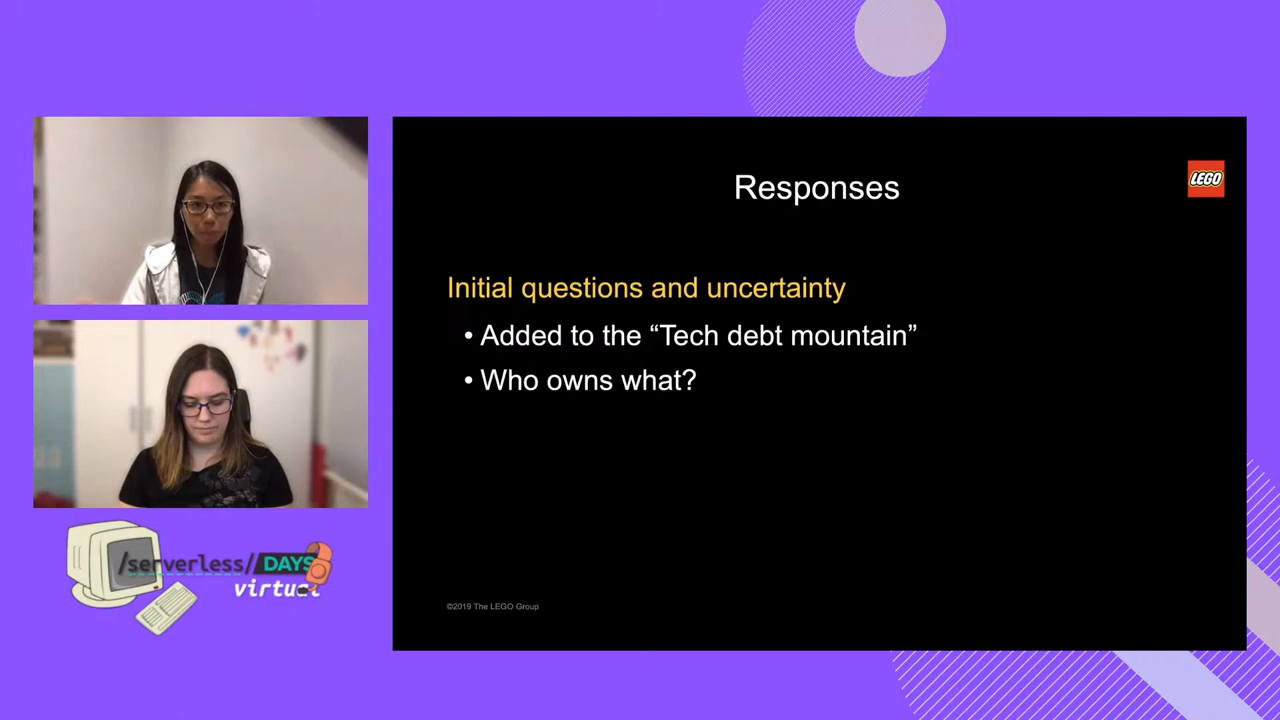 Responses
LEGO
Initial questions and uncertainty
• Added to the “Tech debt mountain”
• Who owns what?
©2019 The LEGO Group
/serverless/DAYS
virtual